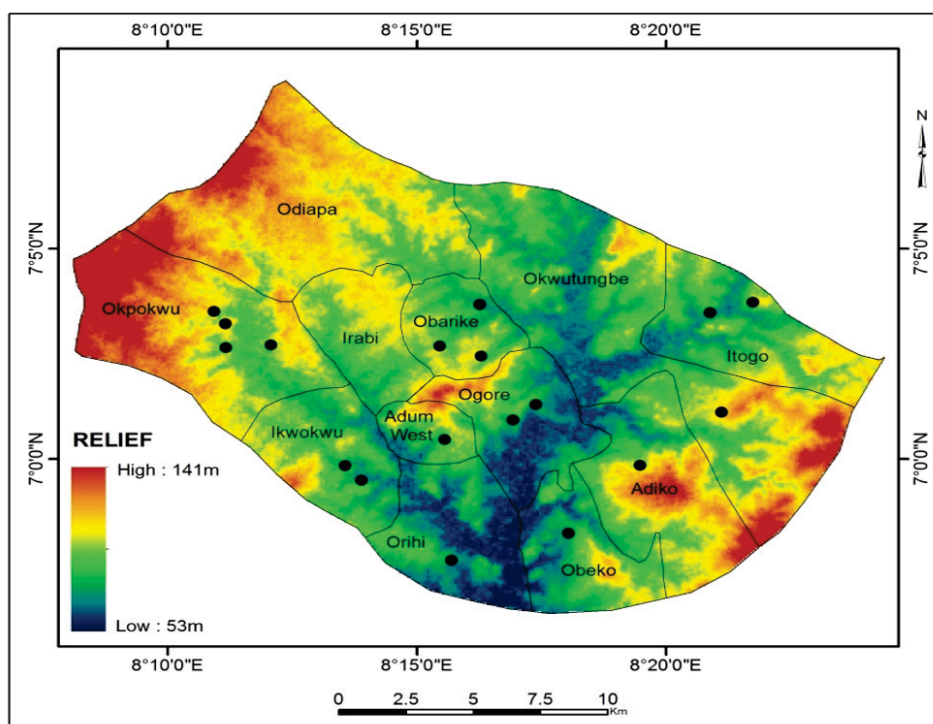 8°10'0"E 8°15'0"E 8°20'0"E
N
Odiapa
7°5'0"N 7°5'0"N
Okwutungbe
Okpokwu
Obarike
Irabi
Itogo
Ogore
Adum
West
Ikwokwu
RELIEF
High : 141m
7°0'0"N 7°0'0"N
Adiko
Orihi
Obeko
Low : 53m
8°10'0"E 8°15'0"E 8°20'0"E
0 2.5 5 7.5 10
Km